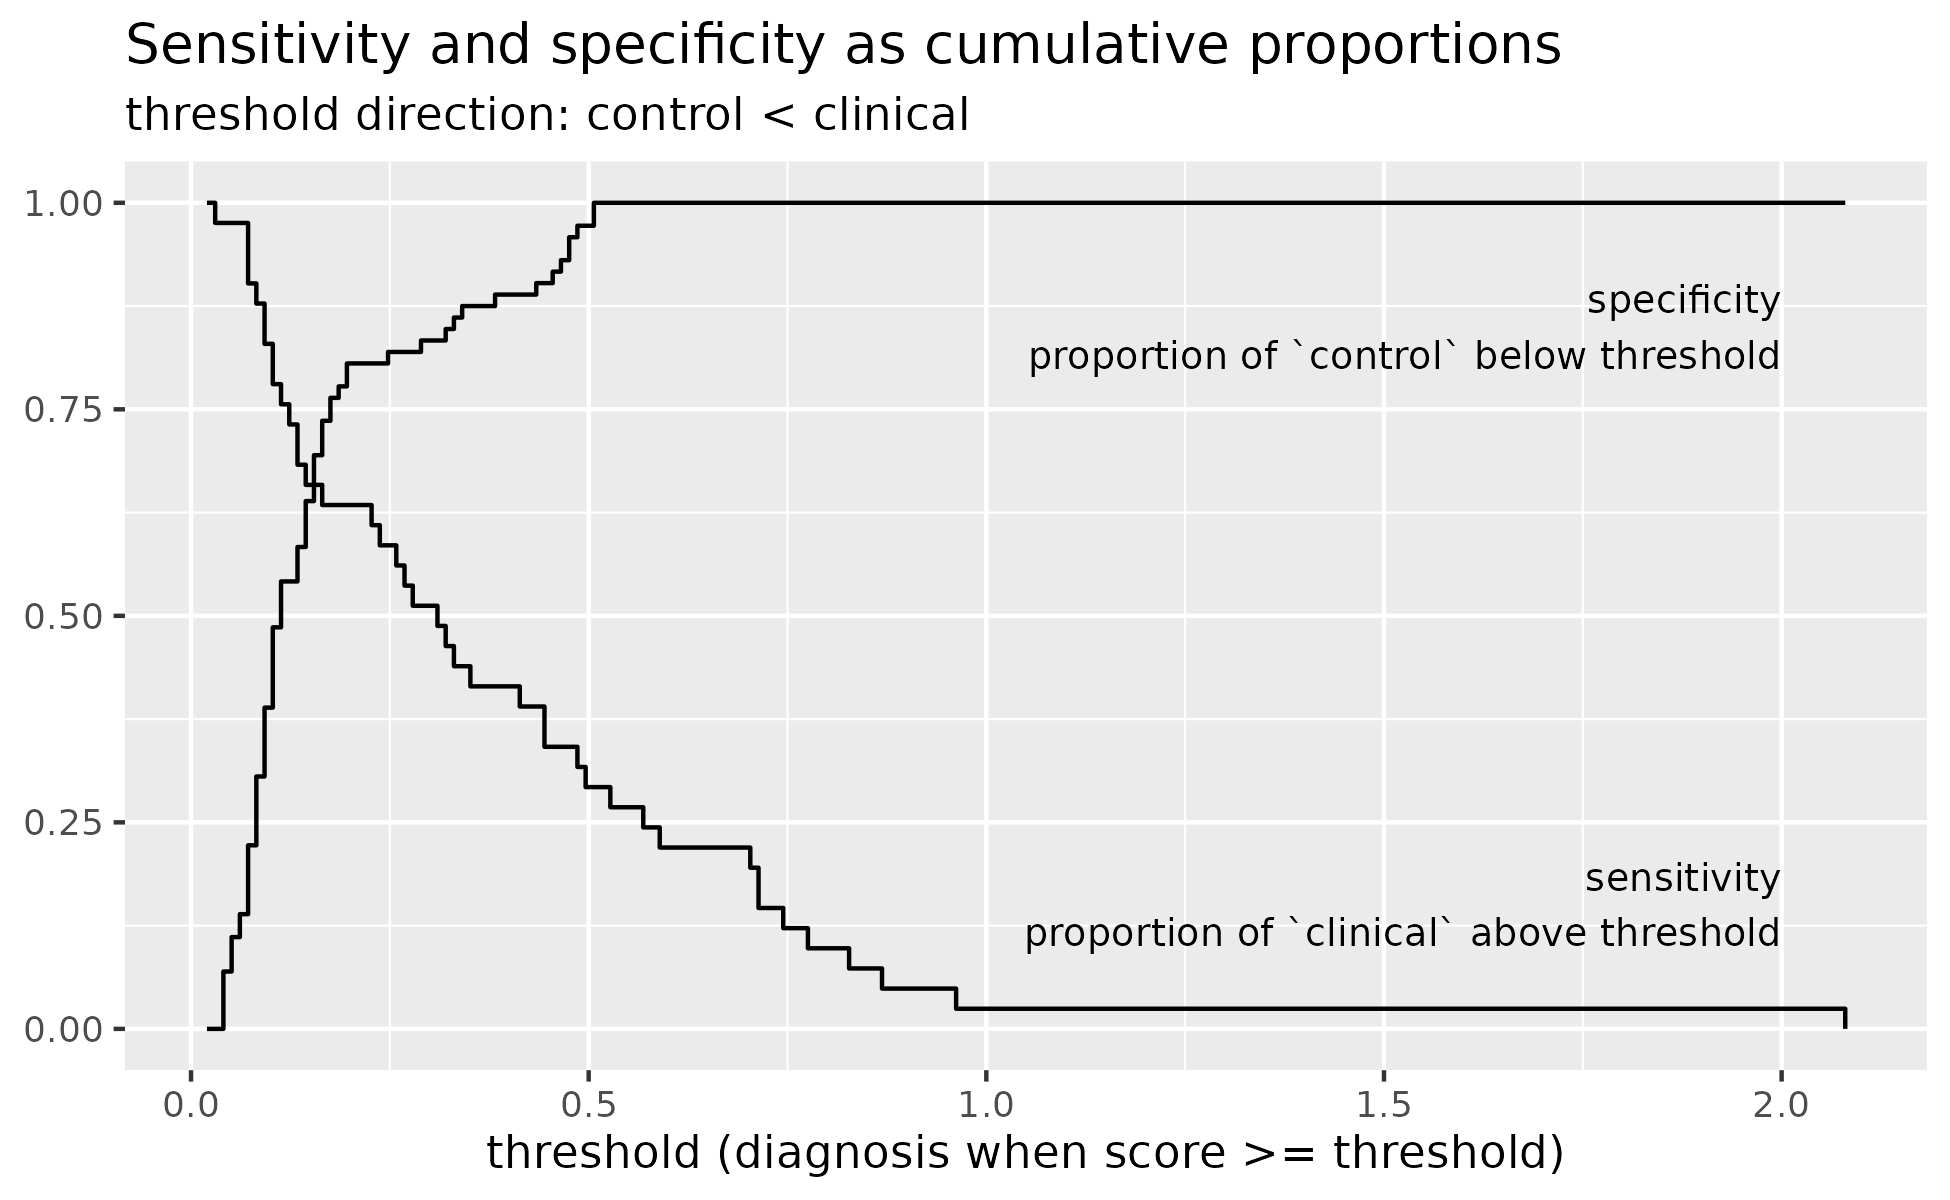 Sensitivity and specificity as cumulative proportions
threshold direction: control < clinical
1.00
0.75
0.50
0.25
0.00
specificity
proportion of `control` below threshold
sensitivity
proportion of `clinical` above threshold
0.0 0.5 1.0 1.5 2.0
threshold (diagnosis when score >= threshold)